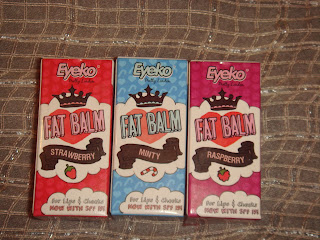 Eyeko
FAT BALM
STRAWBERRY
For Lips & Cheeks
NOW WITH SPF 15!
Eyeko
FAT BALM
MINTY
For Lips & Cheeks
NOW WITH SPF 15!
Eyeko
FAT BALM
RASPBERRY
For Lips & Cheeks
NOW WITH SPF 15!